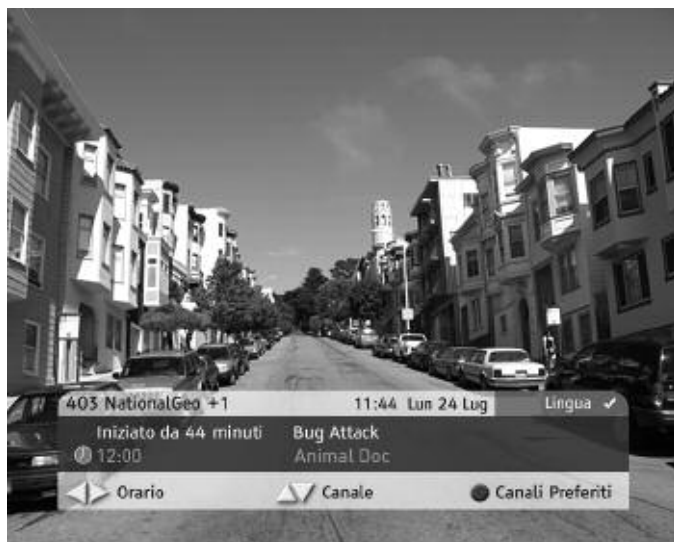 403 NationalGeo +1 11:44 Lun 24 Lug Lingua ✔
Iniziato da 44 minuti Bug Attack
12:00 Animal Doc
Orario Canale Canali Preferiti